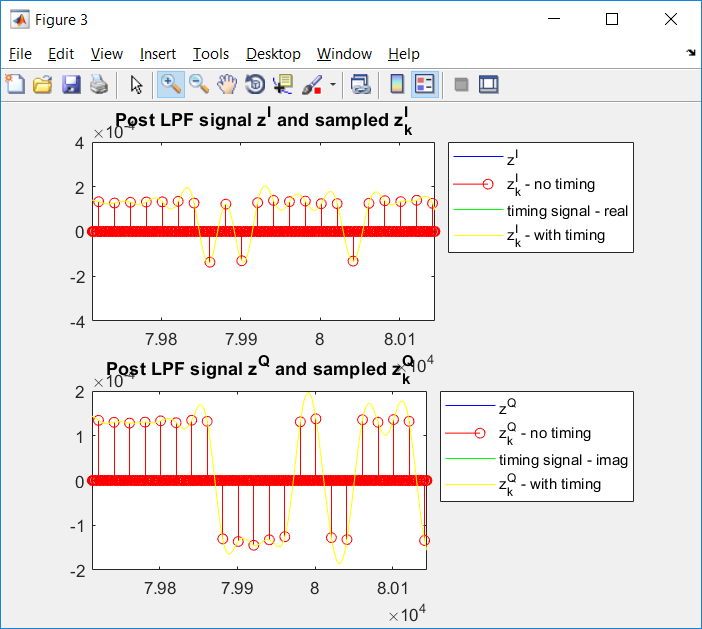 Figure 3
File Edit View Insert Tools Desktop Window Help
Post LPF signal z^I and sampled z_k^I
×10^-4
4
2
0
-2
-4
7.98 7.99 8 8.01
×10^4
z^I
z_k^I - no timing
timing signal - real
z_k^I - with timing
Post LPF signal z^Q and sampled z_k^Q
×10^-4
2
1
0
-1
-2
7.98 7.99 8 8.01
×10^4
z^Q
z_k^Q - no timing
timing signal - imag
z_k^Q - with timing